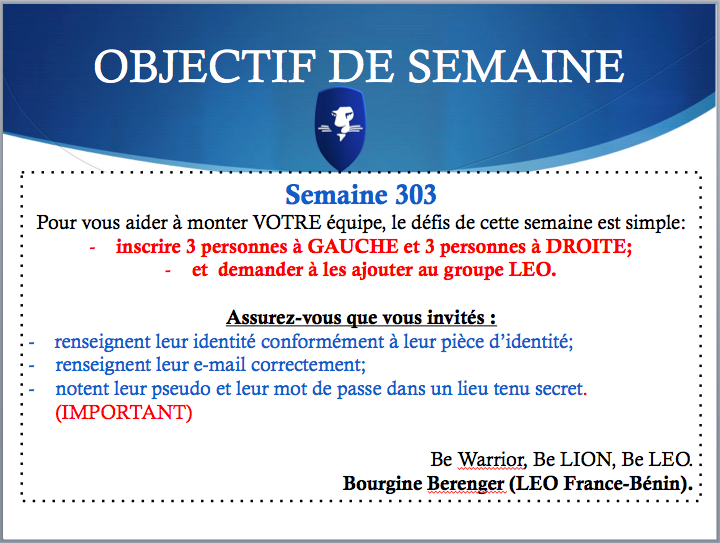 OBJECTIF DE SEMAINE
Semaine 303
Pour vous aider à monter VOTRE équipe, le défis de cette semaine est simple:
- inscrire 3 personnes à GAUCHE et 3 personnes à DROITE;
- et demander à les ajouter au groupe LEO.
Assurez-vous que vous invités :
- renseignent leur identité conformément à leur pièce d’identité;
- renseignent leur e-mail correctement;
- notent leur pseudo et leur mot de passe dans un lieu tenu secret.
(IMPORTANT)
Be Warrior, Be LION, Be LEO.
Bourgine Berenger (LEO France-Bénin).